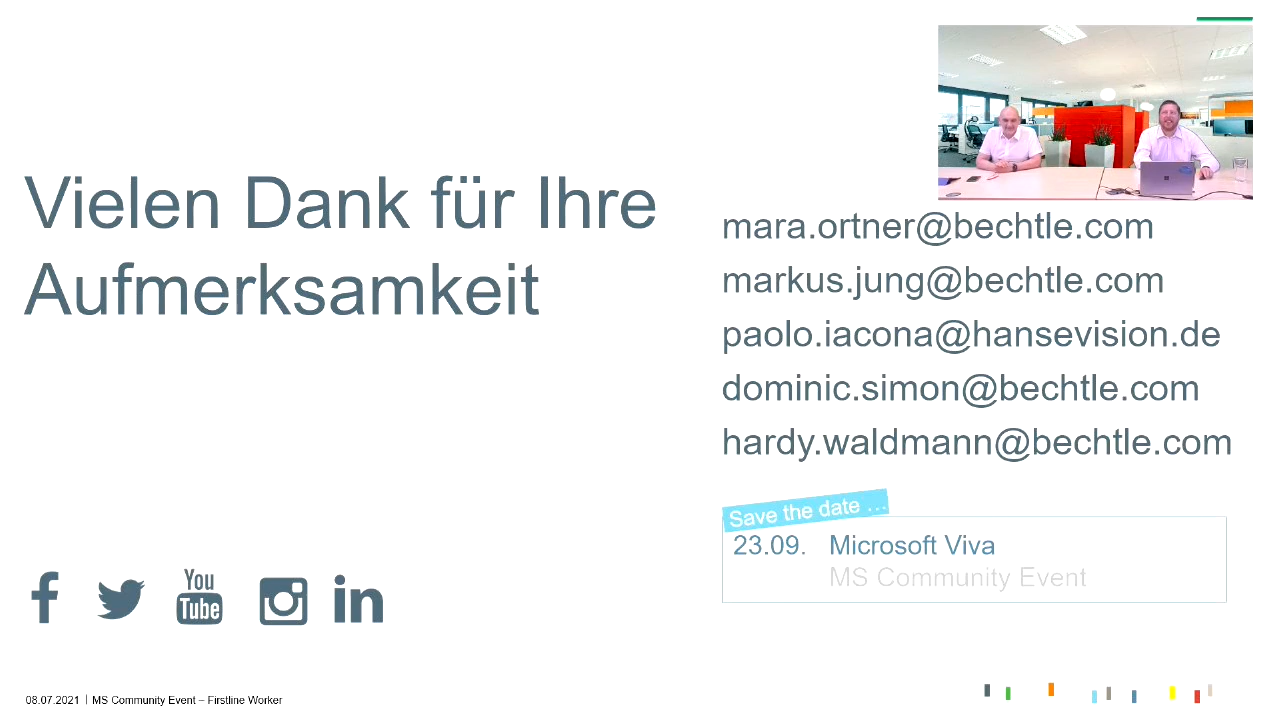 Vielen Dank für Ihre
Aufmerksamkeit
mara.ortner@bechtle.com
markus.jung@bechtle.com
paolo.iacona@hansevision.de
dominic.simon@bechtle.com
hardy.waldmann@bechtle.com
Save the date ...
23.09. Microsoft Viva
MS Community Event
You
Tube
in
08.07.2021 | MS Community Event – Firstline Worker